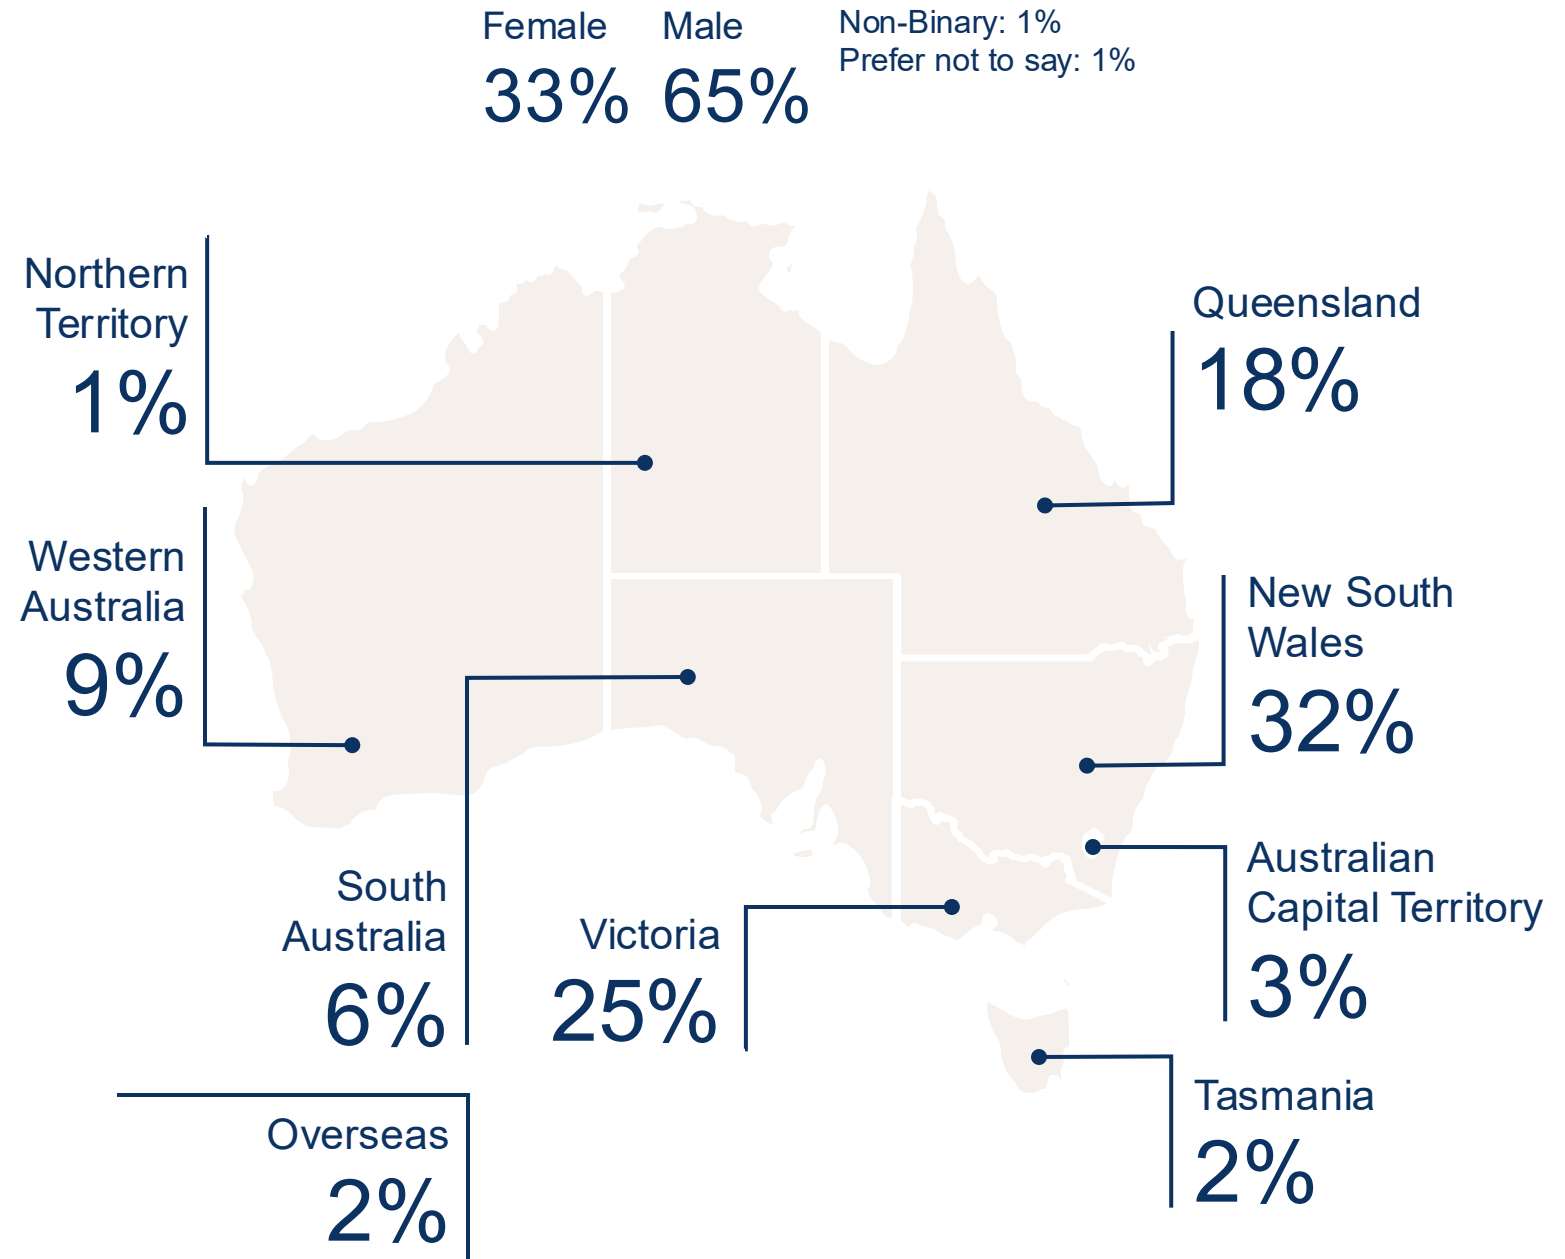 Female
33%
Male
65%
Non-Binary: 1%
Prefer not to say: 1%
Northern
Territory
1%
Queensland
18%
Western
Australia
9%
New South
Wales
32%
South
Australia
6%
Victoria
25%
Australian
Capital Territory
3%
Tasmania
2%
Overseas
2%